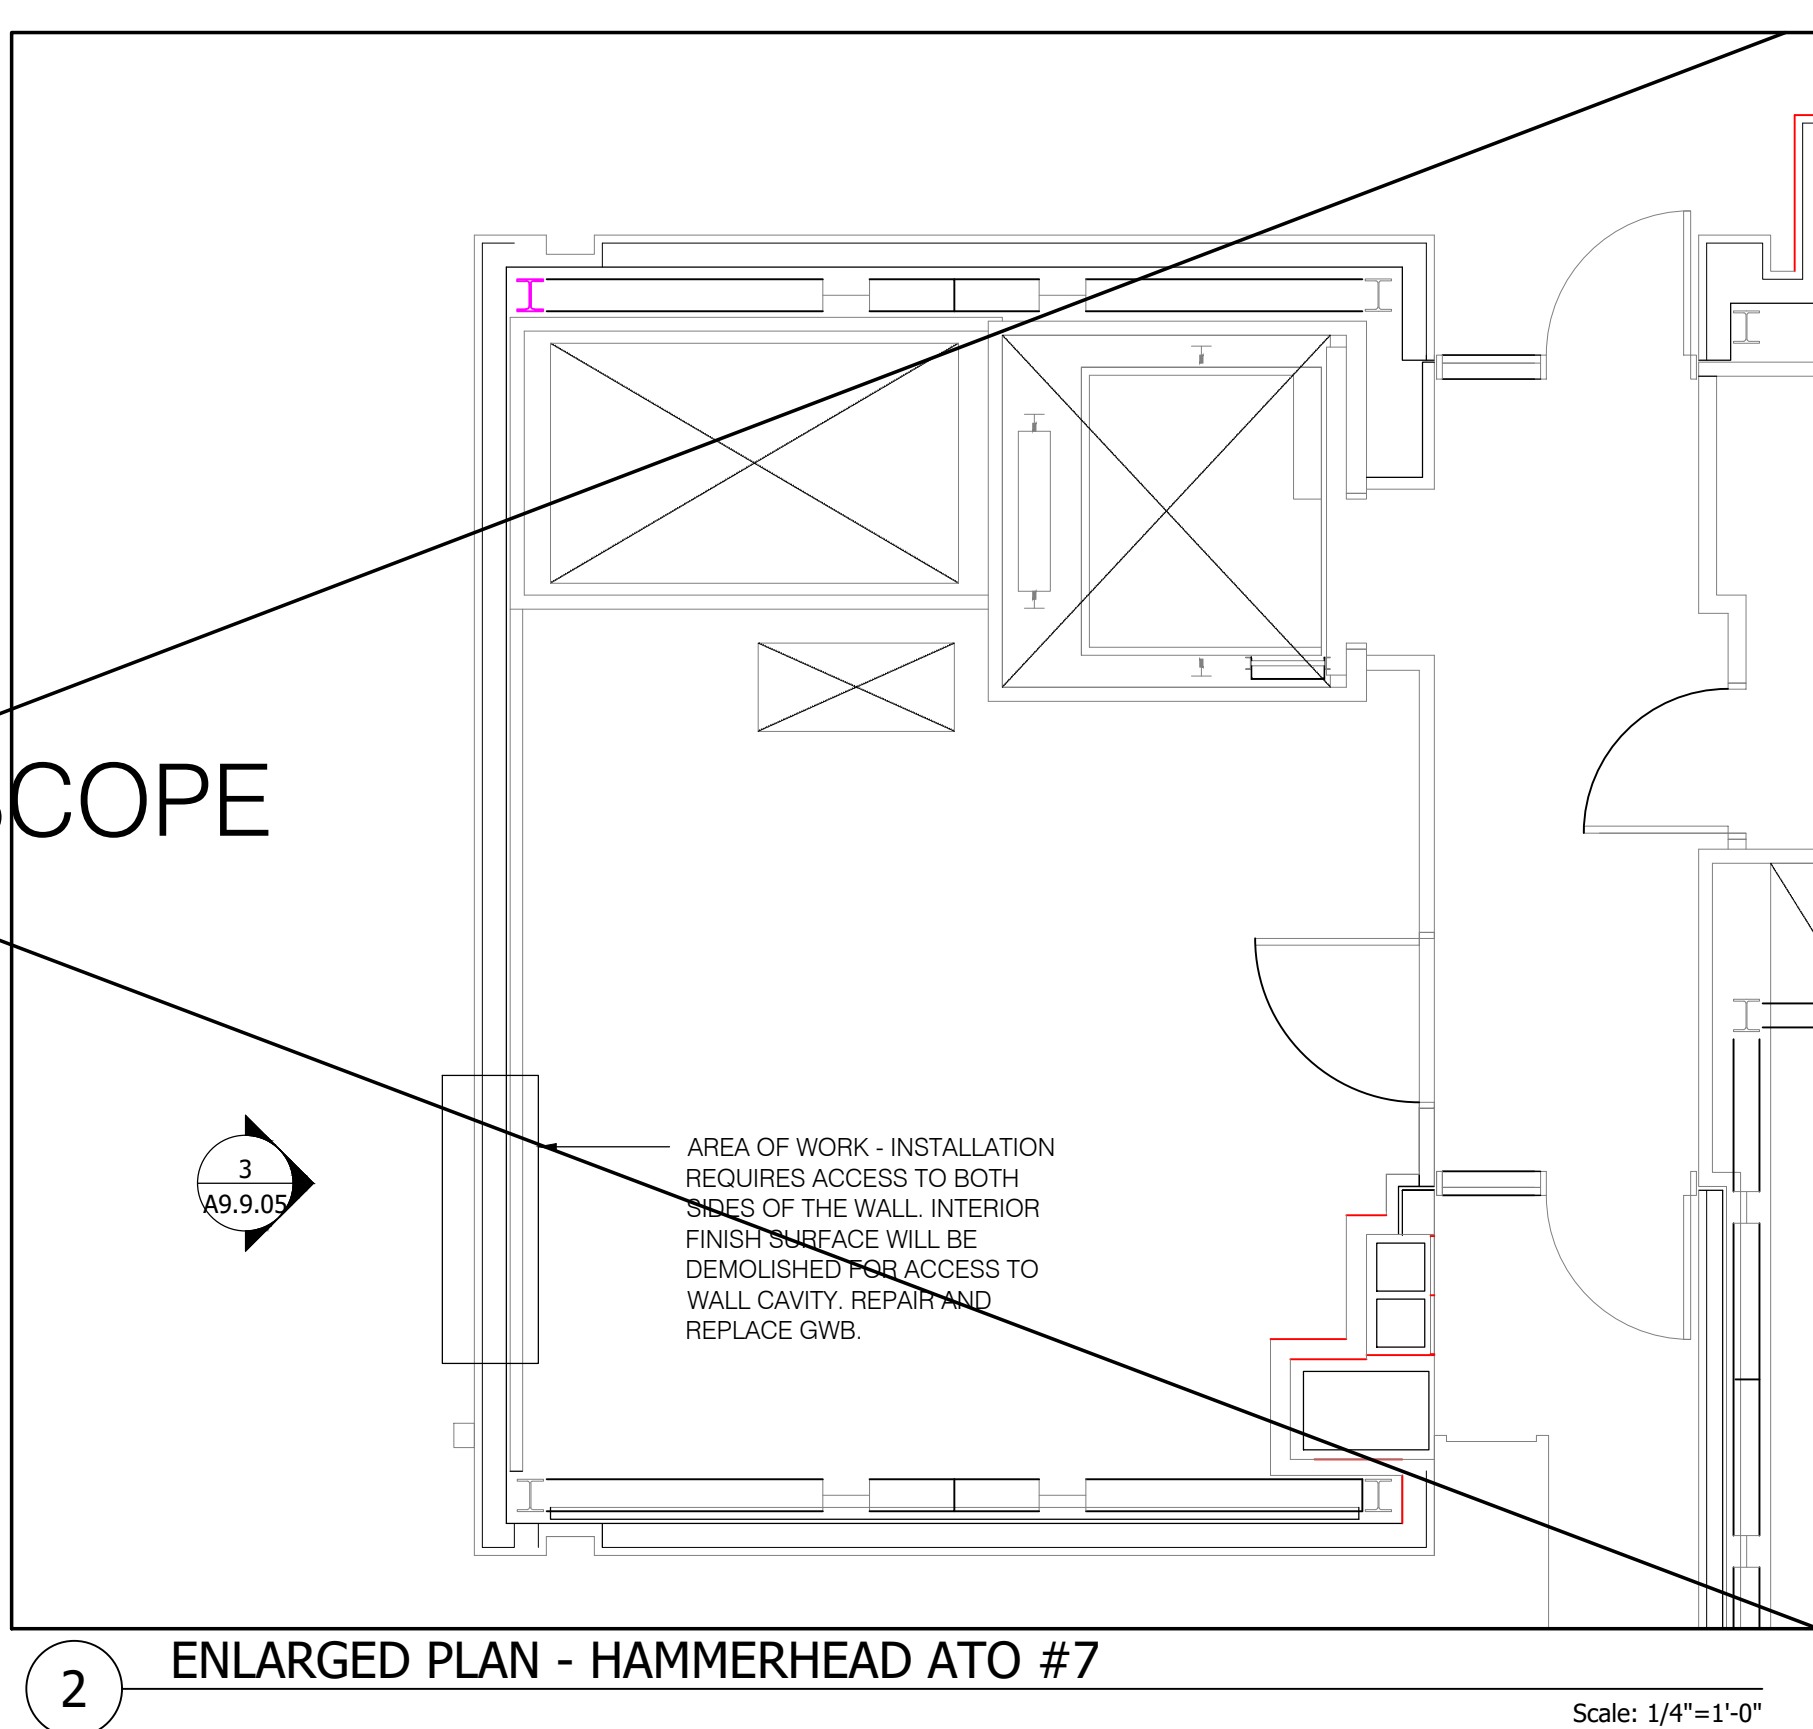 SCOPE
3
A9.9.05
AREA OF WORK - INSTALLATION
REQUIRES ACCESS TO BOTH
SIDES OF THE WALL. INTERIOR
FINISH SURFACE WILL BE
DEMOLISHED FOR ACCESS TO
WALL CAVITY. REPAIR AND
REPLACE GWB.
2
ENLARGED PLAN - HAMMERHEAD ATO #7
Scale: 1/4"=1'-0"